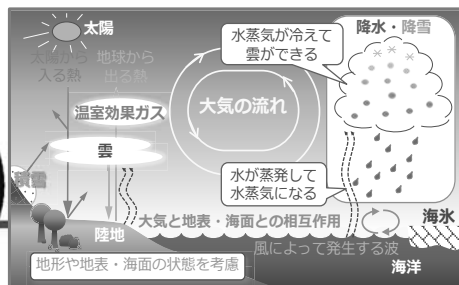 太陽
太陽から
入る熱
地球から
出る熱
温室効果ガス
雲
積雪
陸地
大気の流れ
水蒸気が冷えて
雲ができる
降水・降雪
水が蒸発して
水蒸気になる
大気と地表・海面との相互作用
海氷
風によって発生する波
海洋
地形や地表・海面の状態を考慮